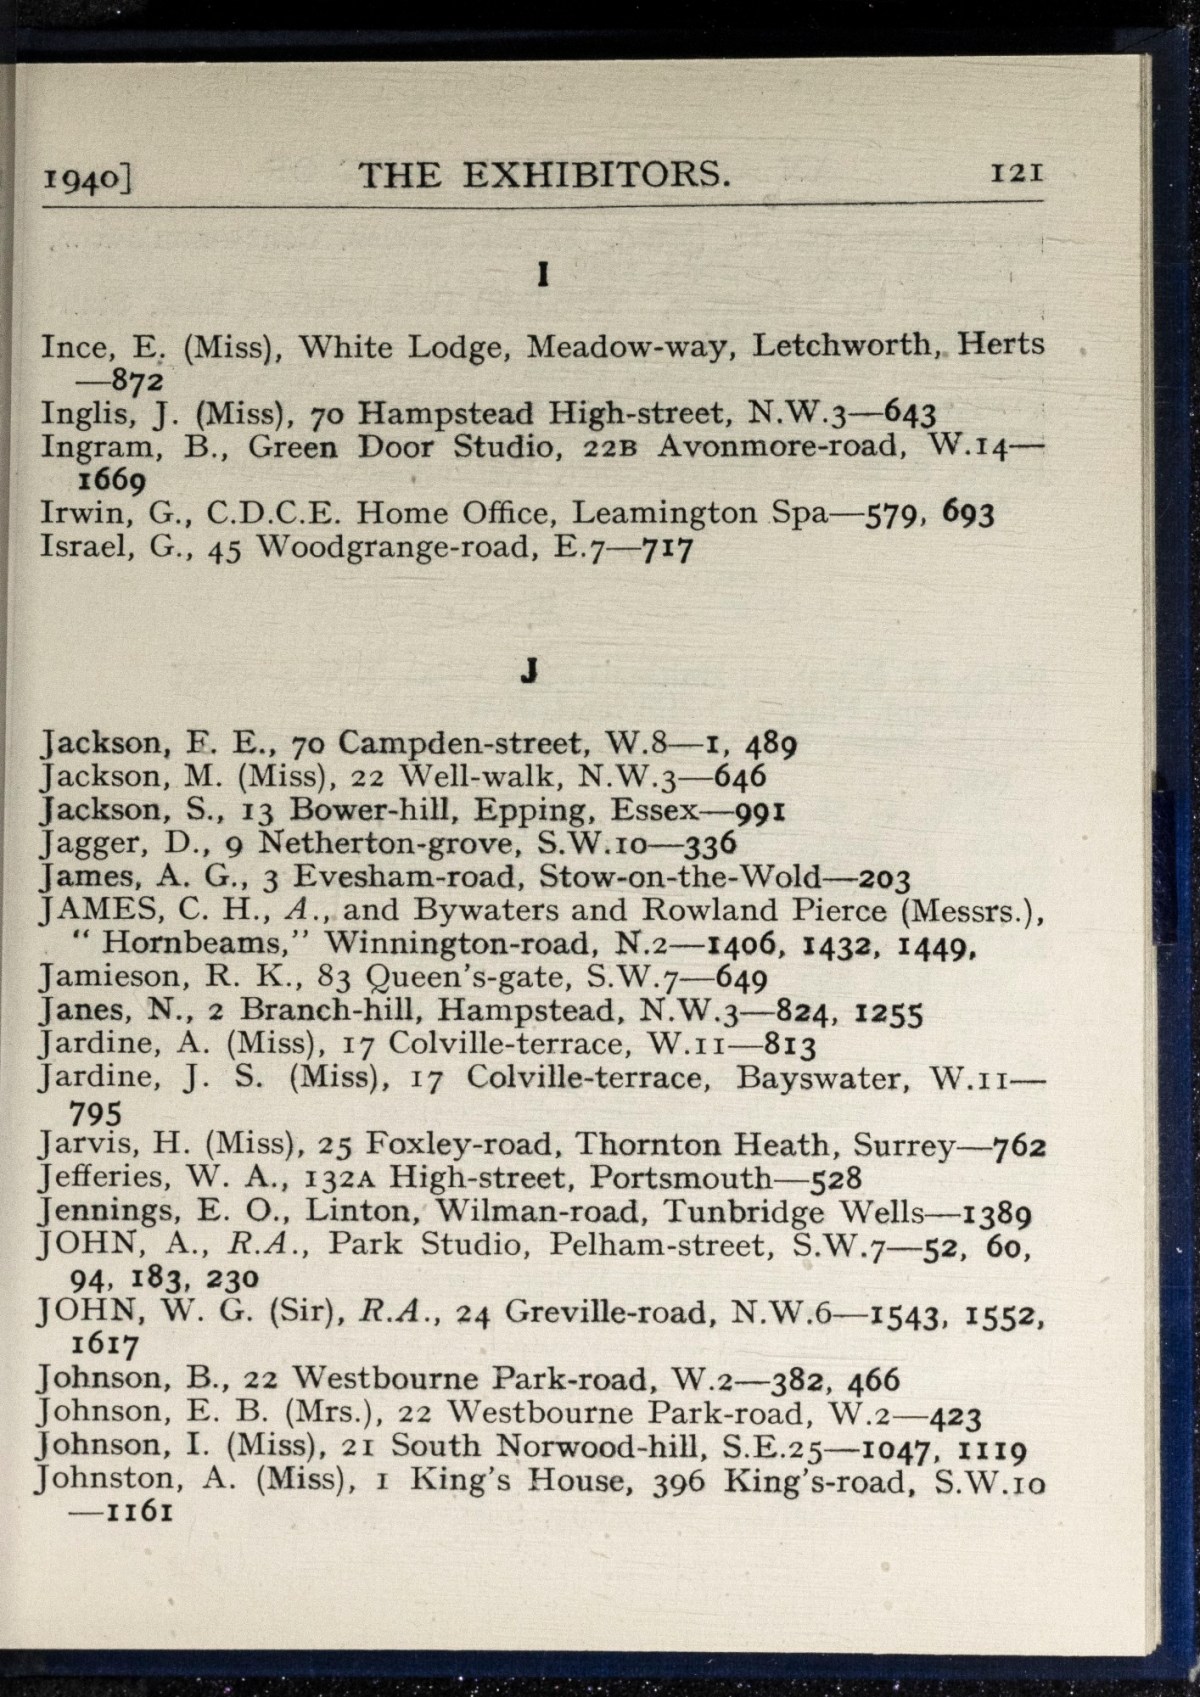 1940] THE EXHIBITORS. 121
I
Ince, E. (Miss), White Lodge, Meadow-way, Letchworth, Herts
—872
Inglis, J. (Miss), 70 Hampstead High-street, N.W.3—643
Ingram, B., Green Door Studio, 22B Avonmore-road, W.14—
1669
Irwin, G., C.D.C.E. Home Office, Leamington Spa—579, 693
Israel, G., 45 Woodgrange-road, E.7—717
J
Jackson, F. E., 70 Campden-street, W.8—1, 489
Jackson, M. (Miss), 22 Well-walk, N.W.3—646
Jackson, S., 13 Bower-hill, Epping, Essex—991
Jagger, D., 9 Netherton-grove, S.W.10—336
James, A. G., 3 Evesham-road, Stow-on-the-Wold—203
JAMES, C. H., A., and Bywaters and Rowland Pierce (Messrs.),
“ Hornbeams,” Winnington-road, N.2—1406, 1432, 1449,
Jamieson, R. K., 83 Queen’s-gate, S.W.7—649
Janes, N., 2 Branch-hill, Hampstead, N.W.3—824, 1255
Jardine, A. (Miss), 17 Colville-terrace, W.11—813
Jardine, J. S. (Miss), 17 Colville-terrace, Bayswater, W.11—
795
Jarvis, H. (Miss), 25 Foxley-road, Thornton Heath, Surrey—762
Jefferies, W. A., 132A High-street, Portsmouth—528
Jennings, E. O., Linton, Wilman-road, Tunbridge Wells—1389
JOHN, A., R.A., Park Studio, Pelham-street, S.W.7—52, 60,
94, 183, 230
JOHN, W. G. (Sir), R.A., 24 Greville-road, N.W.6—1543, 1552,
1617
Johnson, B., 22 Westbourne Park-road, W.2—382, 466
Johnson, E. B. (Mrs.), 22 Westbourne Park-road, W.2—423
Johnson, I. (Miss), 21 South Norwood-hill, S.E.25—1047, 1119
Johnston, A. (Miss), 1 King’s House, 396 King’s-road, S.W.10
—1161